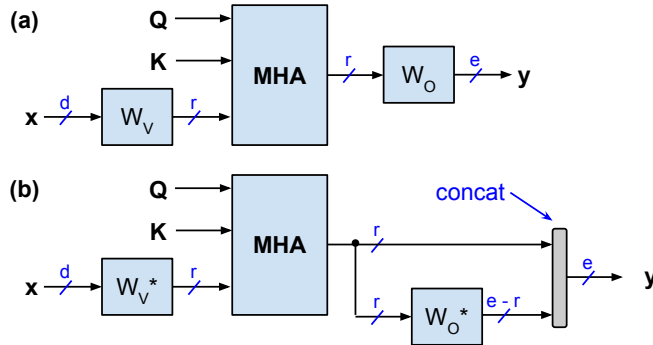 (a)
Q
K
MHA
x d W_V r
r W_O e y
(b)
concat
Q
K
MHA
r
e
x d W_V* r
y
r W_O* e - r